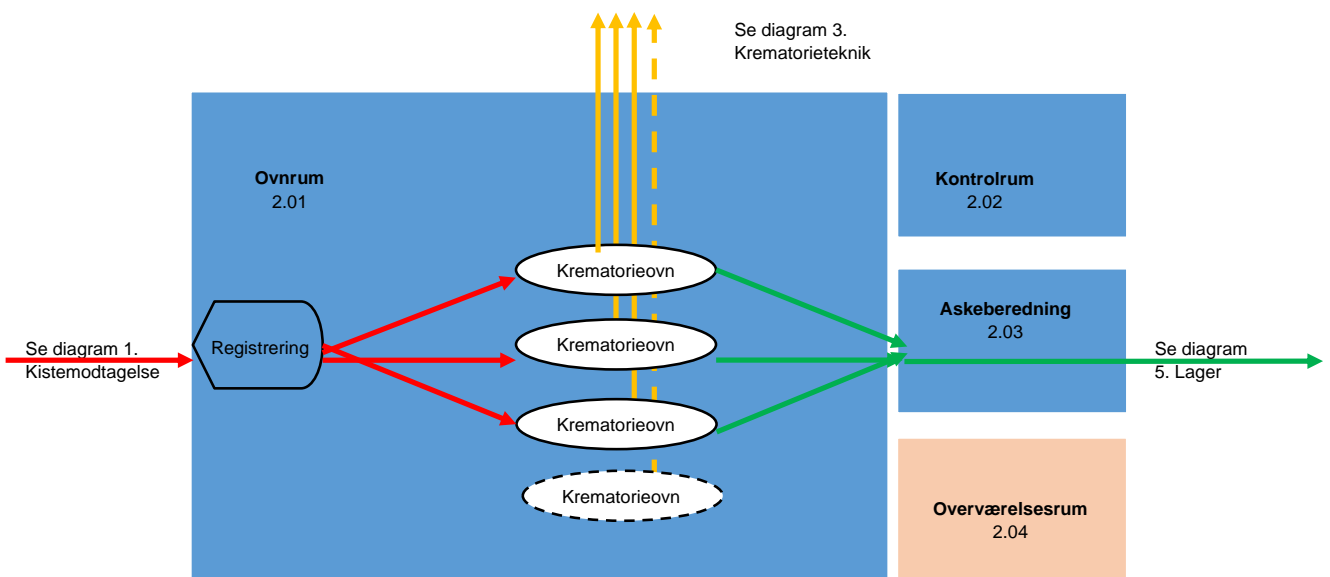 Se diagram 3.
Krematorieteknik
Ovnrum
2.01
Kontrolrum
2.02
Krematorieovn
Askeberedning
2.03
Registrering
Krematorieovn
Se diagram 1.
Kistemodtagelse
Se diagram
5. Lager
Krematorieovn
Krematorieovn
Overværelsesrum
2.04